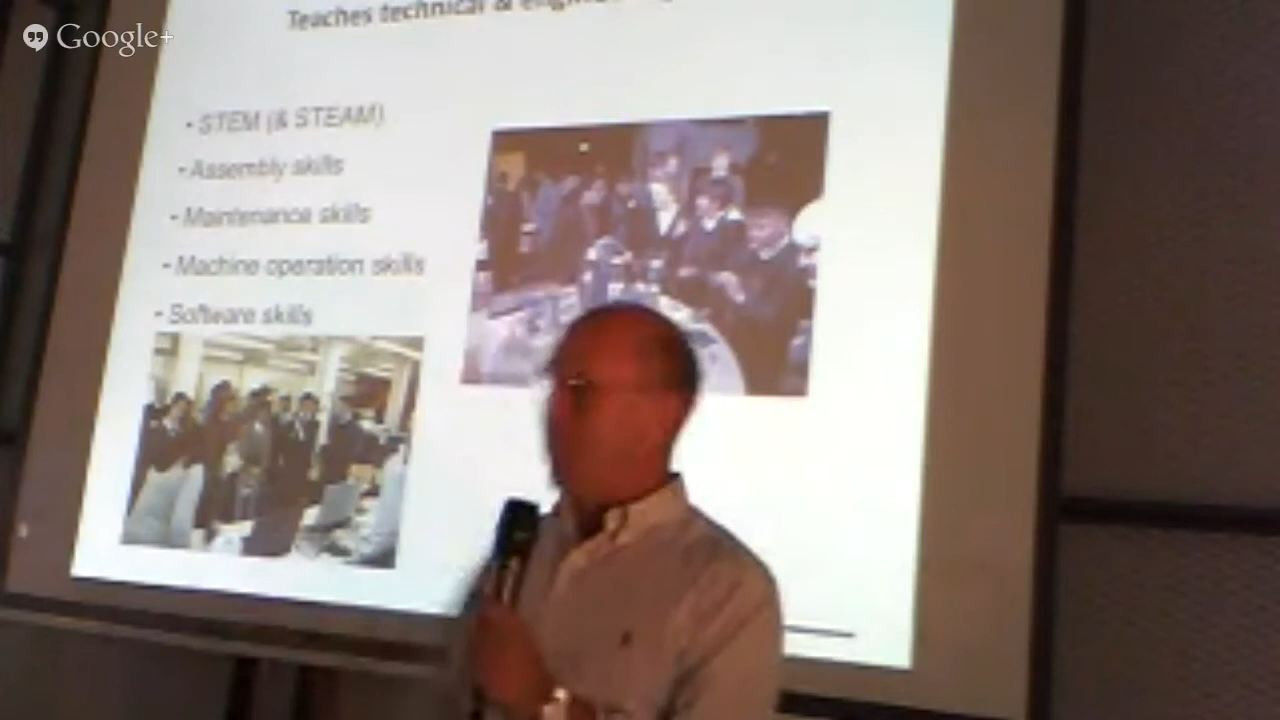 Google+
Teaches technical &
• STEM (& STEAM)
• Assembly skills
• Maintenance skills
• Machine operation skills
• Software skills